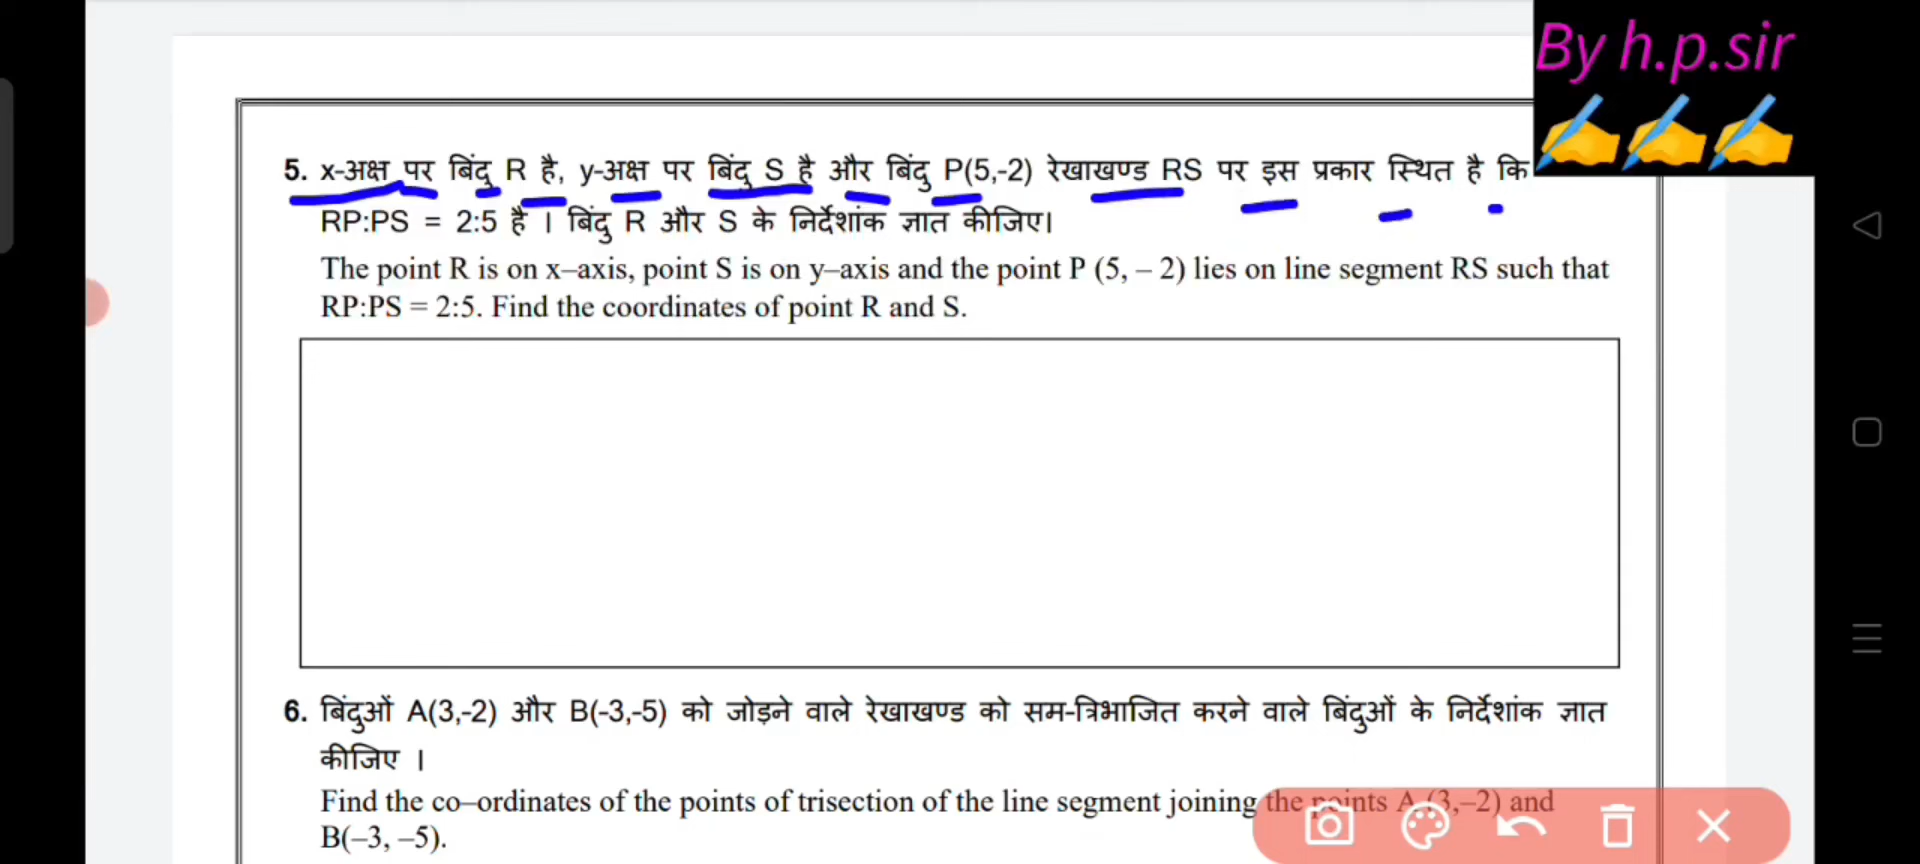 By h.p.sir
5. x-अक्ष पर बिंदु R है, y-अक्ष पर बिंदु S है और बिंदु P(5,-2) रेखाखण्ड RS पर इस प्रकार स्थित है कि
RP:PS = 2:5 है । बिंदु R और S के निर्देशांक ज्ञात कीजिए।
The point R is on x–axis, point S is on y–axis and the point P (5, – 2) lies on line segment RS such that
RP:PS = 2:5. Find the coordinates of point R and S.
6. बिंदुओं A(3,-2) और B(-3,-5) को जोड़ने वाले रेखाखण्ड को सम-त्रिभाजित करने वाले बिंदुओं के निर्देशांक ज्ञात
कीजिए ।
Find the co–ordinates of the points of trisection of the line segment joining the points A (3,–2) and
B(–3, –5).